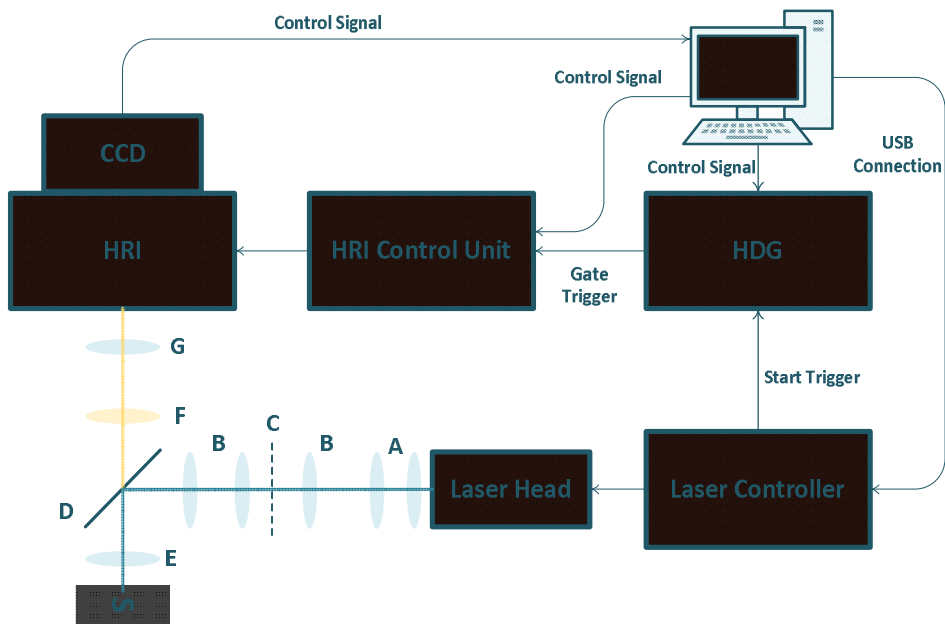 Control Signal
Control Signal
USB
Connection
CCD
Control Signal
HRI
HRI Control Unit
HDG
Gate
Trigger
G
Start Trigger
F
C
B
B
A
Laser Head
Laser Controller
D
E
S